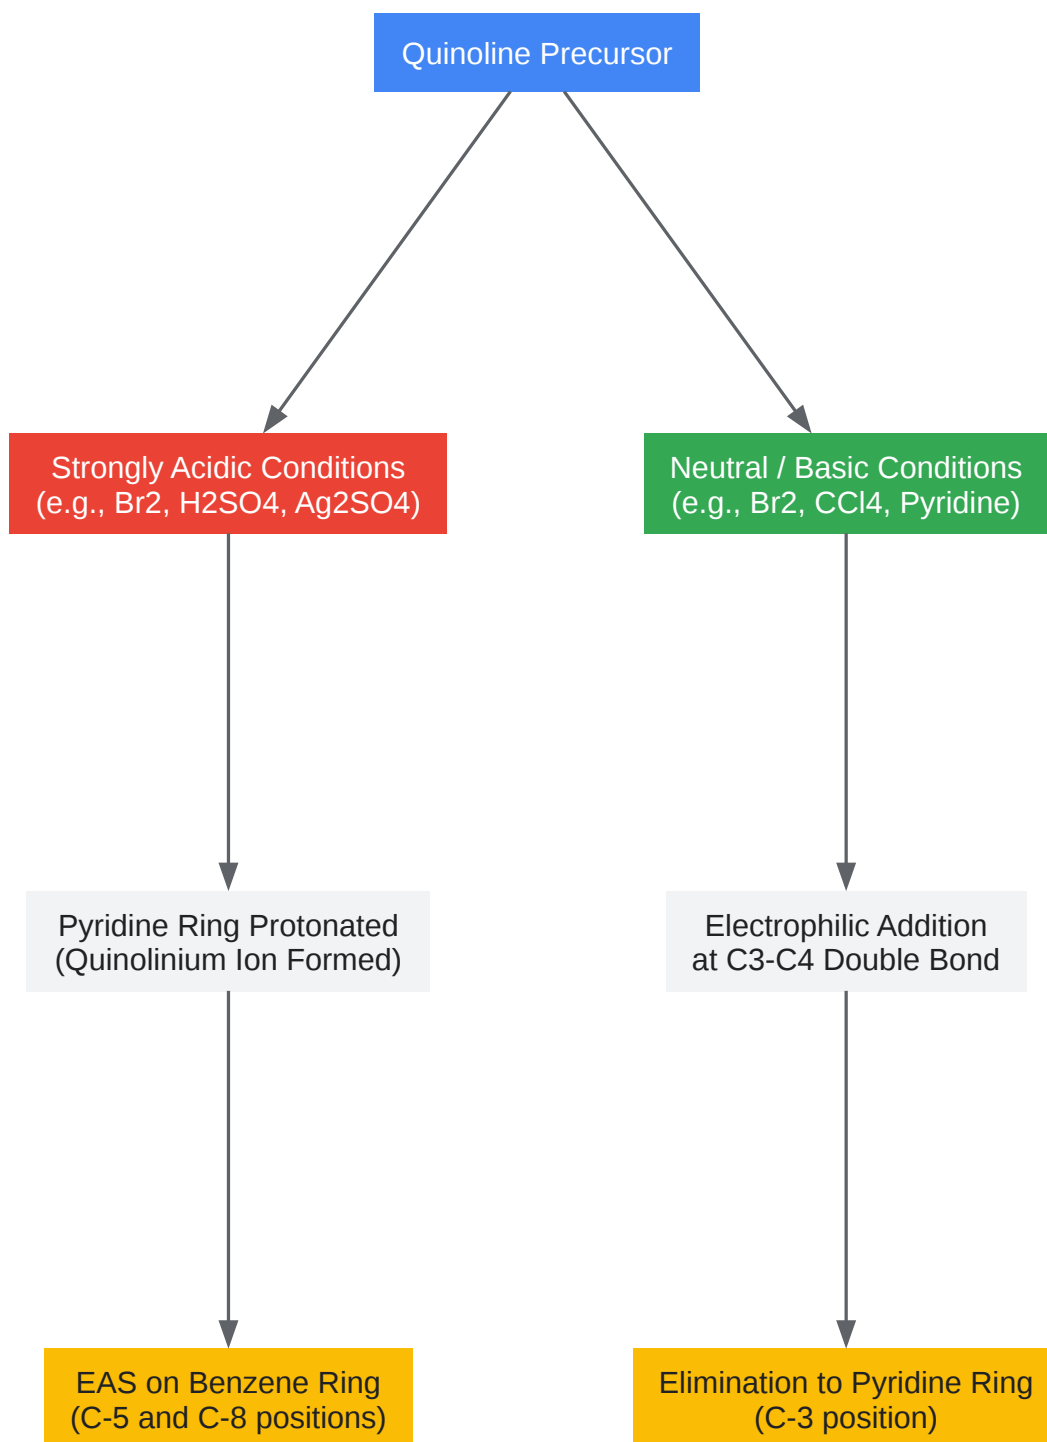 Quinoline Precursor
Strongly Acidic Conditions
(e.g., Br2, H2SO4, Ag2SO4)
Neutral / Basic Conditions
(e.g., Br2, CCl4, Pyridine)
Pyridine Ring Protonated
(Quinolinium Ion Formed)
Electrophilic Addition
at C3-C4 Double Bond
EAS on Benzene Ring
(C-5 and C-8 positions)
Elimination to Pyridine Ring
(C-3 position)